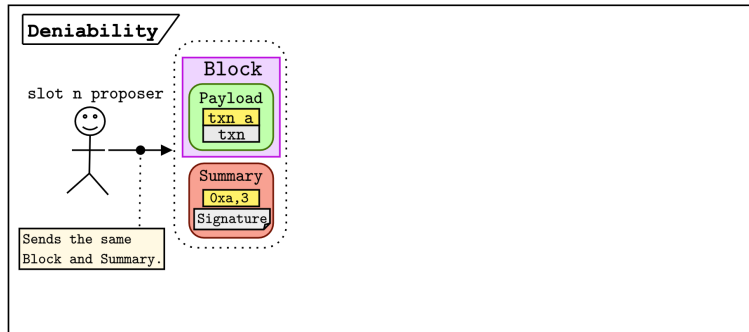 Deniability
slot n proposer
Block
Payload
txn a
txn
Summary
0xa,3
Signature
Sends the same
Block and Summary.